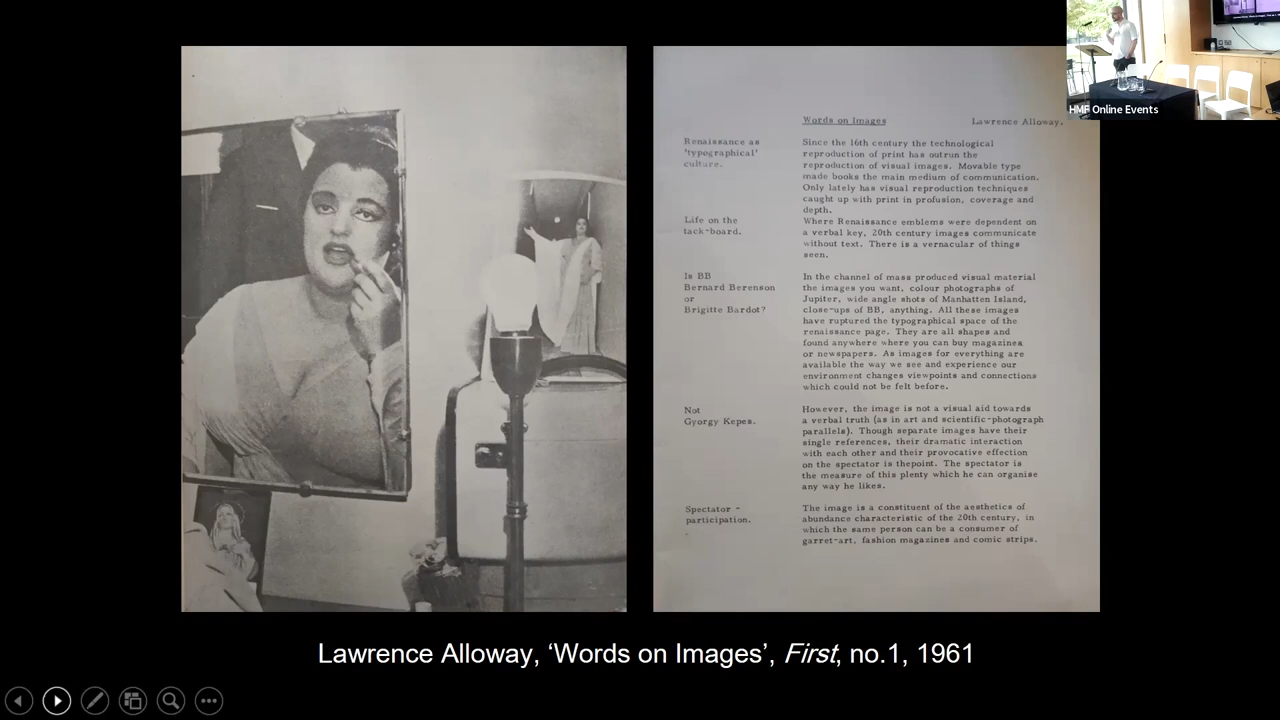 HMF Online Events
Words on Images
Lawrence Alloway.
Renaissance as
'typographical'
culture.
Since the 16th century the technological
reproduction of print has outrun the
reproduction of visual images. Movable type
made books the main medium of communication.
Only lately has visual reproduction techniques
caught up with print in profusion, coverage and
depth.
Life on the
tack-board.
Where Renaissance emblems were dependent on
a verbal key, 20th century images communicate
without text. There is a vernacular of things
seen.
Is BB
Bernard Berenson
or
Brigitte Bardot?
In the channel of mass produced visual material
the images you want, colour photographs of
Jupiter, wide angle shots of Manhatten Island,
close-ups of BB, anything. All these images
have ruptured the typographical space of the
renaissance page. They are all shapes and
found anywhere where you can buy magazines
or newspapers. As images for everything are
available the way we see and experience our
environment changes viewpoints and connections
which could not be felt before.
Not
Gyorgy Kepes.
However, the image is not a visual aid towards
a verbal truth (as in art and scientific-photograph
parallels). Though separate images have their
single references, their dramatic interaction
with each other and their provocative effection
on the spectator is thepoint. The spectator is
the measure of this plenty which he can organise
any way he likes.
Spectator -
participation.
The image is a constituent of the aesthetics of
abundance characteristic of the 20th century, in
which the same person can be a consumer of
garret-art, fashion magazines and comic strips.
Lawrence Alloway, ‘Words on Images’, First, no.1, 1961